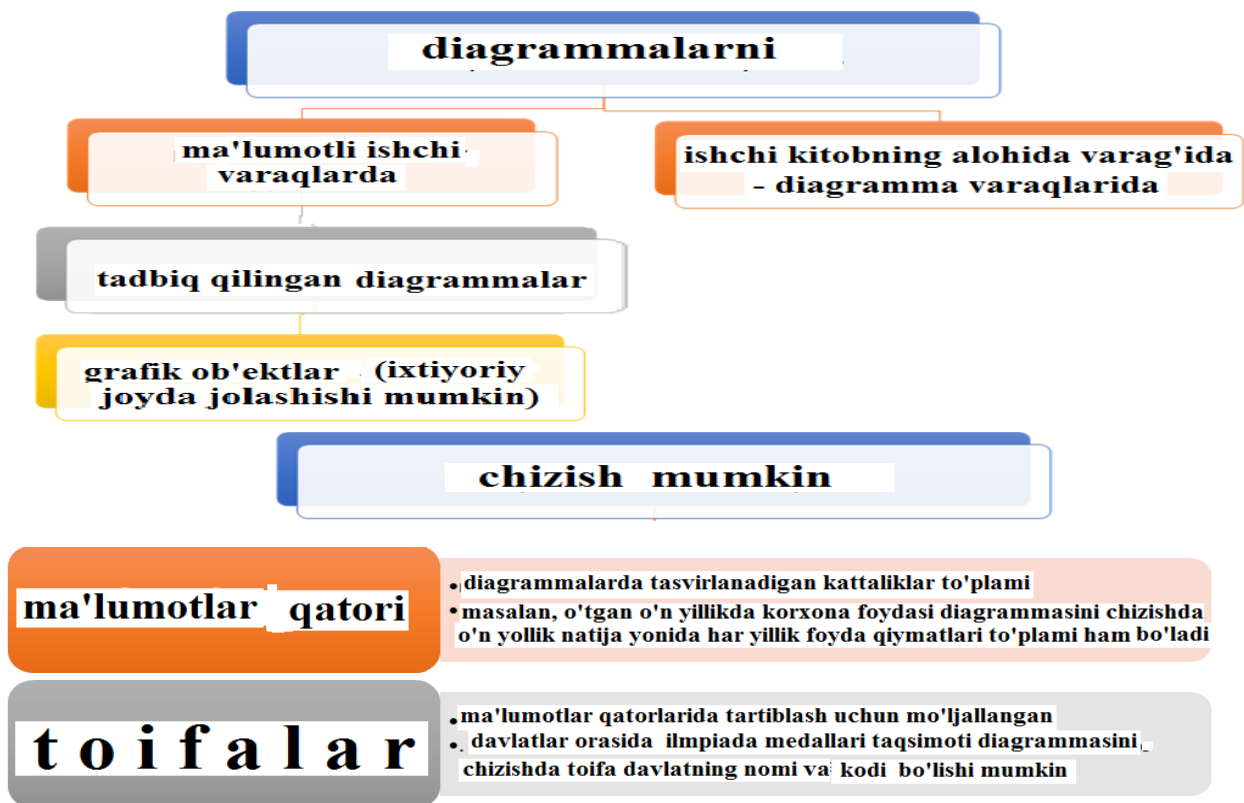 diagrammalarni
ma'lumotli ishchi
varaqlarda
ishchi kitobning alohida varag'ida
- diagramma varaqlarida
tadbiq qilingan diagrammalar
grafik ob'ektlar (ixtiyoriy
joyda jolashishi mumkin)
chizish mumkin
ma'lumotlar qatori
• diagrammalarda tasvirlanadigan kattaliklar to'plami
• masalan, o'tgan o'n yillikda korxona foydasi diagrammasini chizishda
o'n yollik natija yonida har yillik foyda qiymatlari to'plami ham bo'ladi
toifalar
• ma'lumotlar qatorlarida tartiblash uchun mo'ljallangan
• davlatlar orasida ilmpiada medallari taqsimoti diagrammasini
chizishda toifa davlatning nomi va kodi bo'lishi mumkin